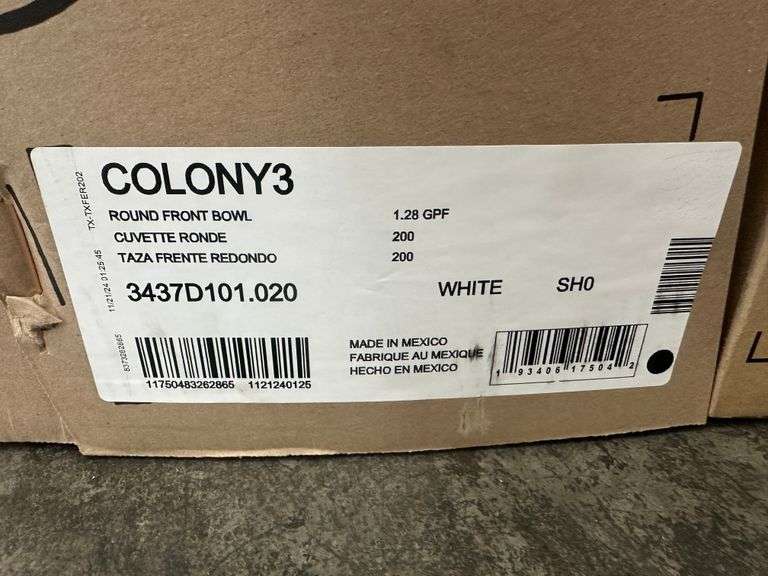 COLONY3
ROUND FRONT BOWL 1.28 GPF
CUVETTE RONDE 200
TAZA FRENTE REDONDO 200
3437D101.020 WHITE SH0
MADE IN MEXICO
FABRIQUE AU MEXIQUE
HECHO EN MEXICO
11750483262865 1121240125
1 93406 17504 2
TX-TXFER202
11/21/24 01:25:45